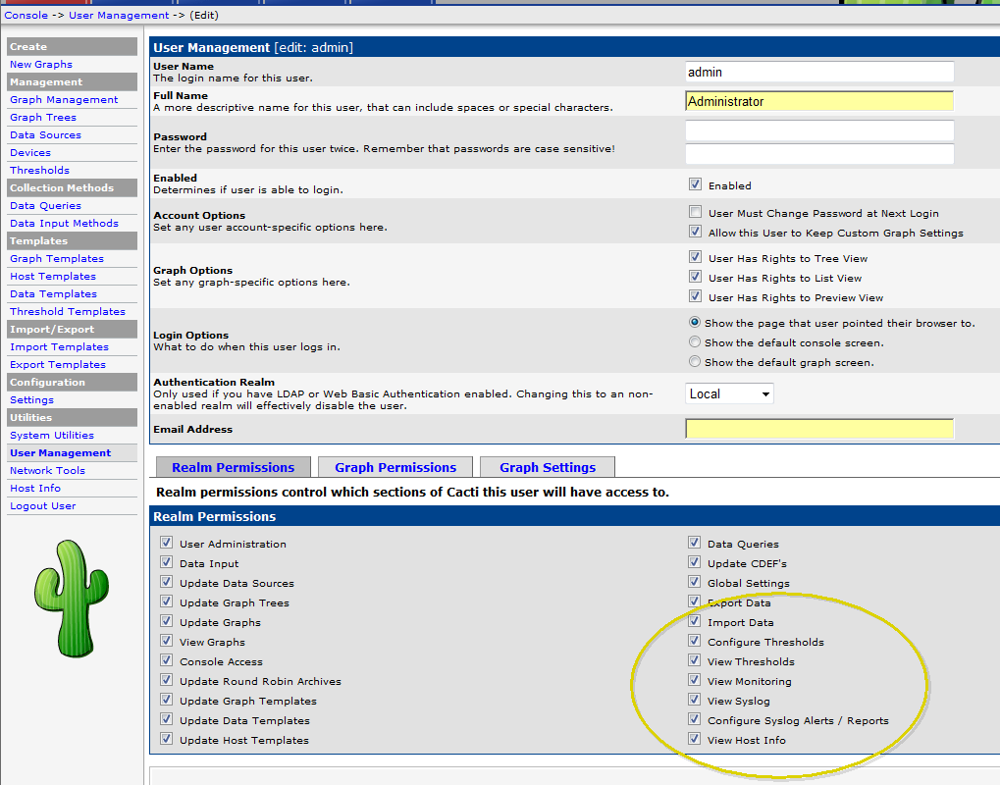 Console -> User Management -> (Edit)
Create
New Graphs
Management
Graph Management
Graph Trees
Data Sources
Devices
Thresholds
Collection Methods
Data Queries
Data Input Methods
Templates
Graph Templates
Host Templates
Data Templates
Threshold Templates
Import/Export
Import Templates
Export Templates
Configuration
Settings
Utilities
System Utilities
User Management
Network Tools
Host Info
Logout User
User Management [edit: admin]
User Name
The login name for this user.
admin
Full Name
A more descriptive name for this user, that can include spaces or special characters.
Administrator
Password
Enter the password for this user twice. Remember that passwords are case sensitive!
Enabled
Determines if user is able to login.
Enabled
Account Options
Set any user account-specific options here.
User Must Change Password at Next Login
Allow this User to Keep Custom Graph Settings
Graph Options
Set any graph-specific options here.
User Has Rights to Tree View
User Has Rights to List View
User Has Rights to Preview View
Login Options
What to do when this user logs in.
Show the page that user pointed their browser to.
Show the default console screen.
Show the default graph screen.
Authentication Realm
Only used if you have LDAP or Web Basic Authentication enabled. Changing this to an non-
enabled realm will effectively disable the user.
Local
Email Address
Realm Permissions
Graph Permissions
Graph Settings
Realm permissions control which sections of Cacti this user will have access to.
Realm Permissions
User Administration
Data Input
Update Data Sources
Update Graph Trees
Update Graphs
View Graphs
Console Access
Update Round Robin Archives
Update Graph Templates
Update Data Templates
Update Host Templates
Data Queries
Update CDEF's
Global Settings
Export Data
Import Data
Configure Thresholds
View Thresholds
View Monitoring
View Syslog
Configure Syslog Alerts / Reports
View Host Info